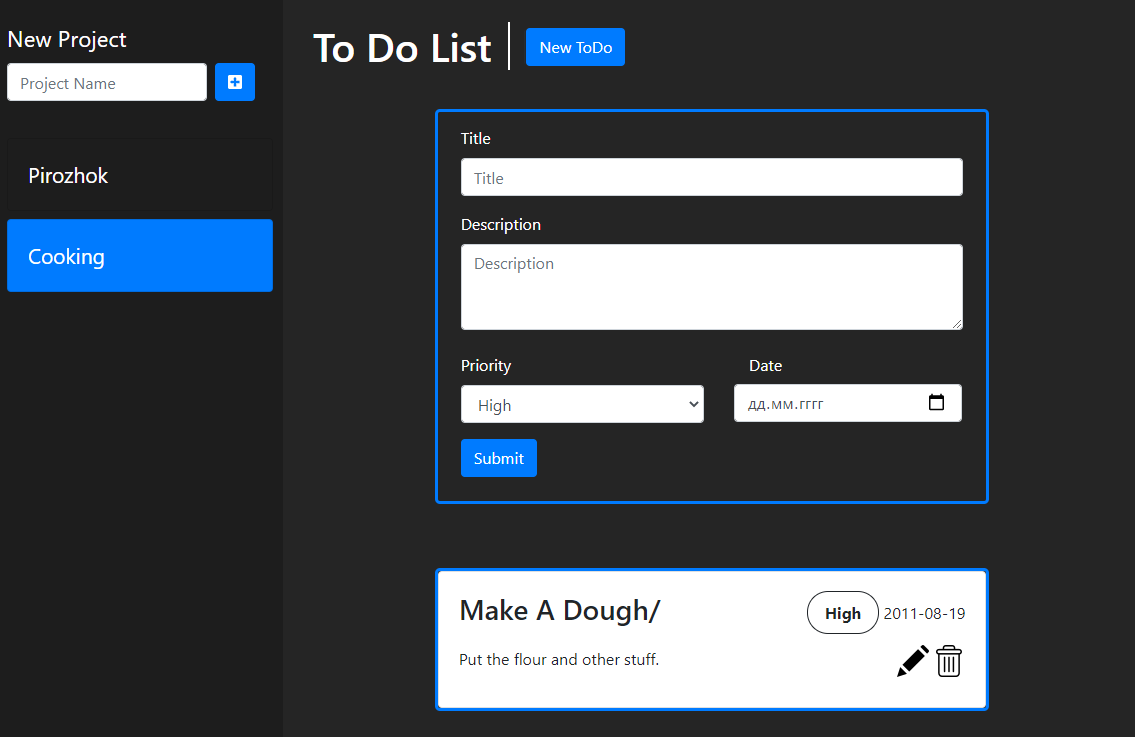 New Project
Project Name
Pirozhok
Cooking
To Do List
New ToDo
Title
Title
Description
Description
Priority
Date
High
дд.мм.гггг
Submit
Make A Dough/
High
2011-08-19
Put the flour and other stuff.